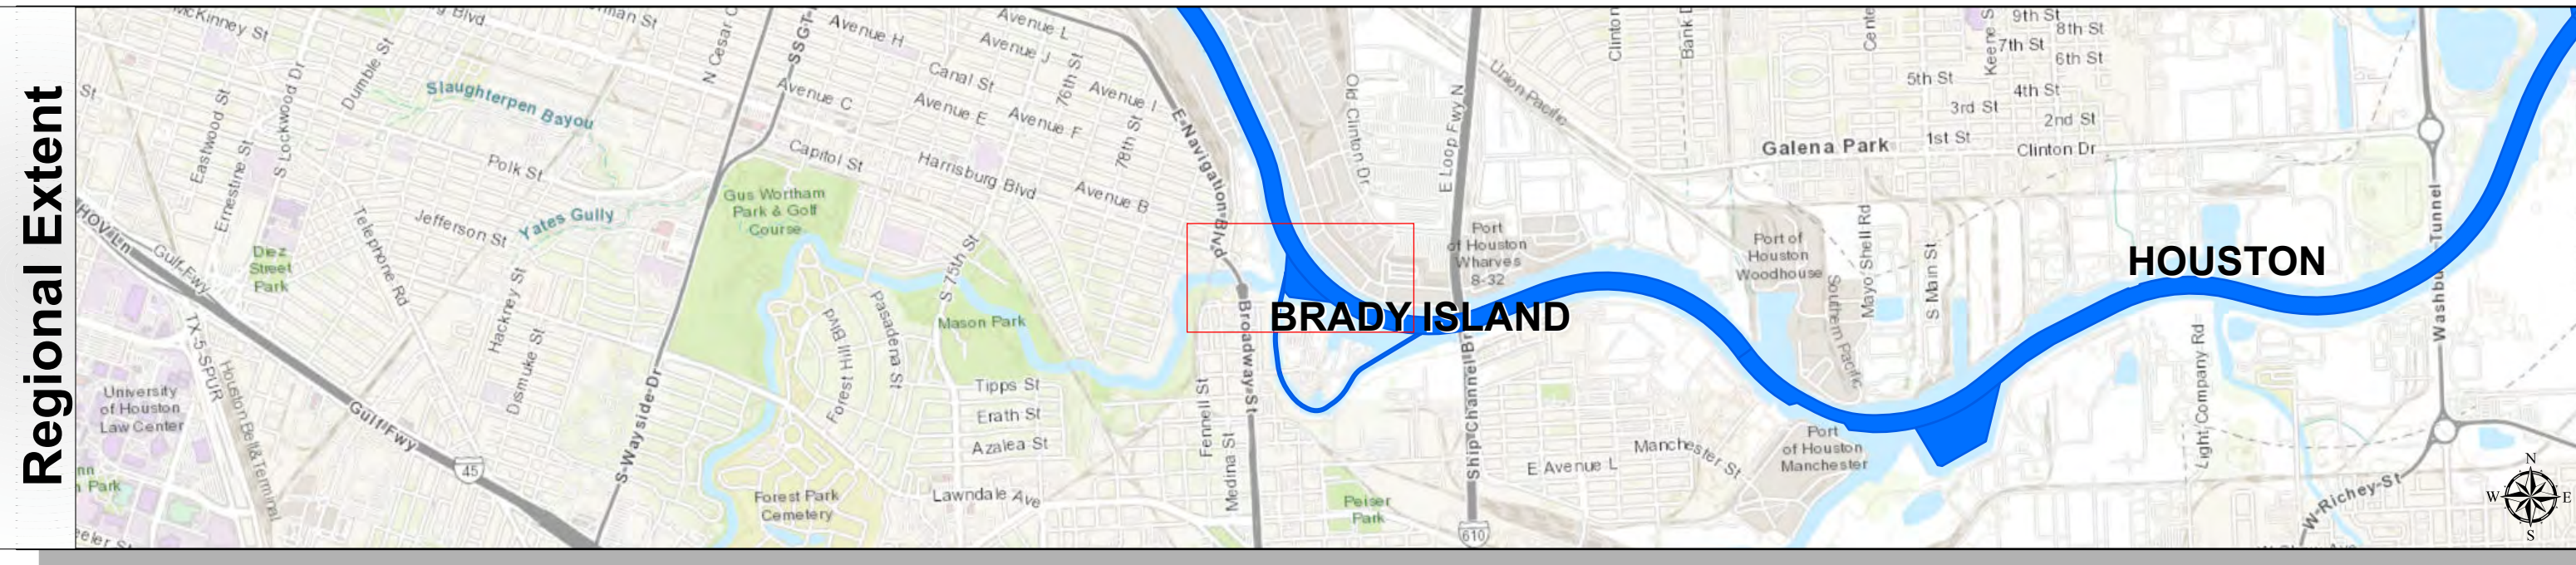 Regional Extent
McKinney St
Dumble St
Eastwood St
Ernestine St
S Lockwood Dr
St
Slaughterpen Bayou
Polk St
Jefferson St
Yates Gully
Telephone Rd
HOV Ln
Gulf Fwy
Diez
Street
Park
TX-5 SPUR
University
of Houston
Law Center
Houston Belt & Terminal
Hackney St
Dismuke St
Gulf Fwy
45
S Wayside Dr
Avenue H
Avenue L
Avenue J
Canal St
76th St
Avenue I
Avenue C
Avenue E
Avenue F
78th St
Capitol St
Harrisburg Blvd
Avenue B
E Navigation Blvd
Gus Wortham
Park & Golf
Course
S 75th St
Pasadena St
Forest Hill Blvd
Mason Park
Tipps St
Erath St
Azalea St
Lawndale Ave
Forest Park
Cemetery
Fennell St
Medina St
Broadway St
Old Clinton Dr
E Loop Fwy N
Union Pacific
Port
of Houston
Wharves
8-32
BRADY ISLAND
Ship Channel Br
610
Peiser
Park
E Avenue L
Manchester St
Clinton
Galena Park
9th St
8th St
7th St
6th St
5th St
4th St
3rd St
2nd St
1st St
Clinton Dr
Port of
Houston
Woodhouse
Mayo Shell Rd
Southern Pacific
S Main St
Port
of Houston
Manchester
HOUSTON
Light Company Rd
Tunnel
W Richey St
N
W
E
S